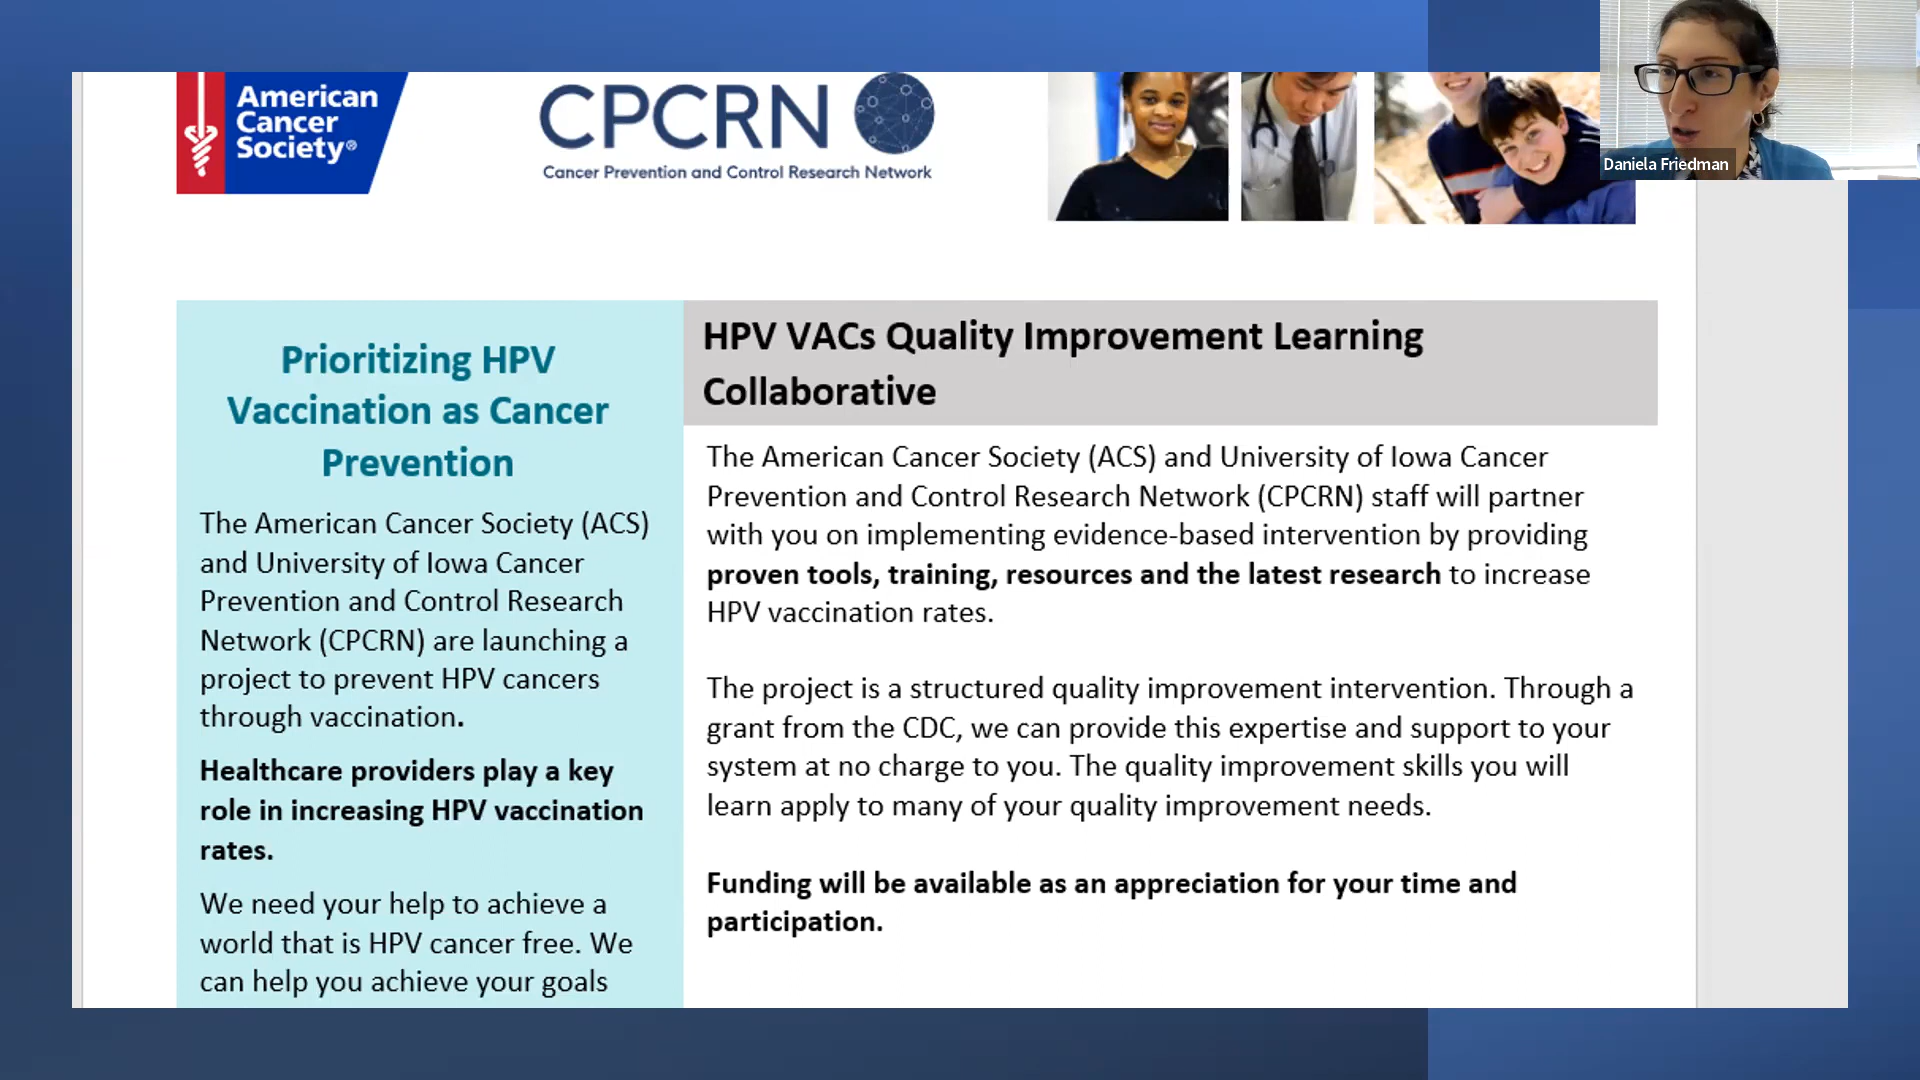 American
Cancer
Society®
CPCRN
Cancer Prevention and Control Research Network
Daniela Friedman
Prioritizing HPV
Vaccination as Cancer
Prevention
The American Cancer Society (ACS)
and University of Iowa Cancer
Prevention and Control Research
Network (CPCRN) are launching a
project to prevent HPV cancers
through vaccination.
Healthcare providers play a key
role in increasing HPV vaccination
rates.
We need your help to achieve a
world that is HPV cancer free. We
can help you achieve your goals
HPV VACs Quality Improvement Learning
Collaborative
The American Cancer Society (ACS) and University of Iowa Cancer
Prevention and Control Research Network (CPCRN) staff will partner
with you on implementing evidence-based intervention by providing
proven tools, training, resources and the latest research to increase
HPV vaccination rates.
The project is a structured quality improvement intervention. Through a
grant from the CDC, we can provide this expertise and support to your
system at no charge to you. The quality improvement skills you will
learn apply to many of your quality improvement needs.
Funding will be available as an appreciation for your time and
participation.